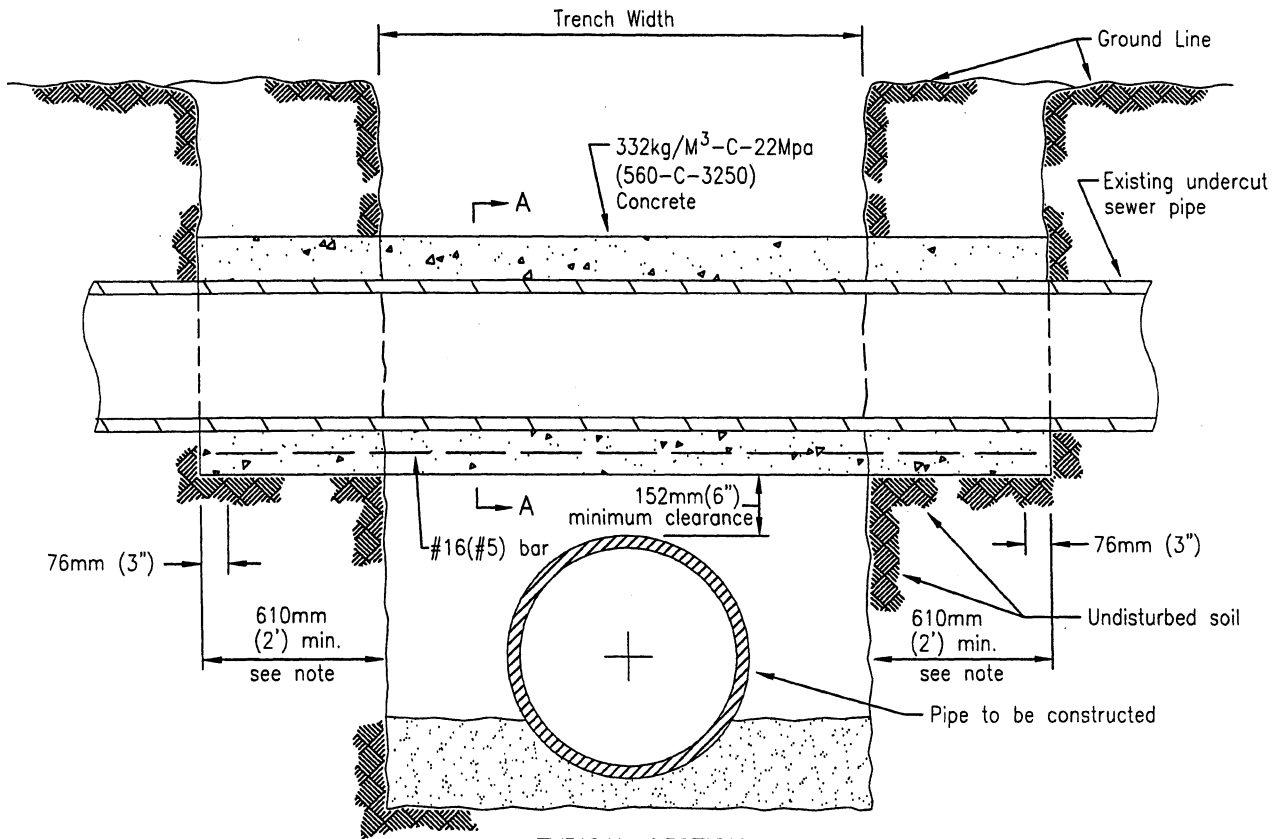 Trench Width
Ground Line
332kg/M³-C-22Mpa
(560-C-3250)
Concrete
Existing undercut
sewer pipe
A
A
152mm(6")
minimum clearance
#16(#5) bar
76mm (3")
76mm (3")
610mm
(2') min.
see note
610mm
(2') min.
see note
Undisturbed soil
Pipe to be constructed